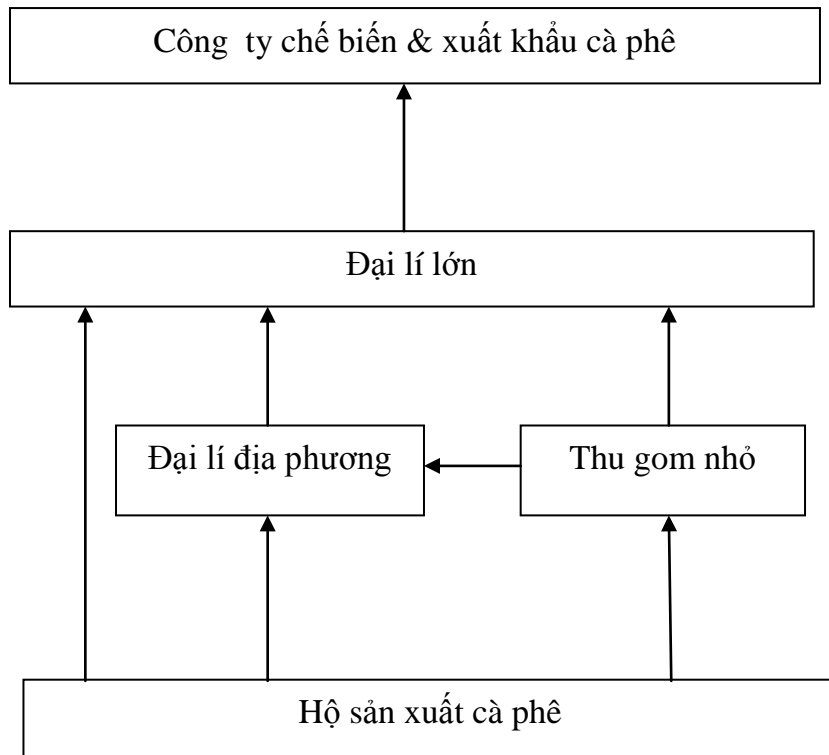 Công ty chế biến & xuất khẩu cà phê
Đại lí lớn
Đại lí địa phương
Thu gom nhỏ
Hộ sản xuất cà phê